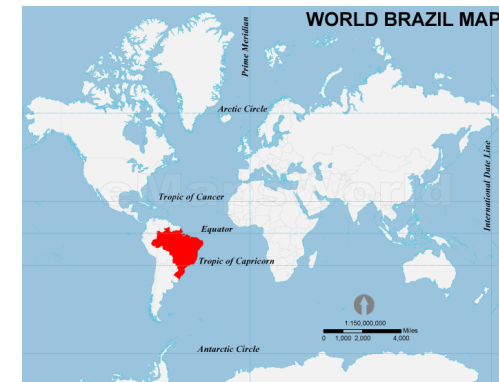 WORLD BRAZIL MAP
Prime Meridian
Arctic Circle
International Date Line
Tropic of Cancer
Equator
Tropic of Capricorn
1:150,000,000
Miles
0 1,000 2,000 4,000
Antarctic Circle